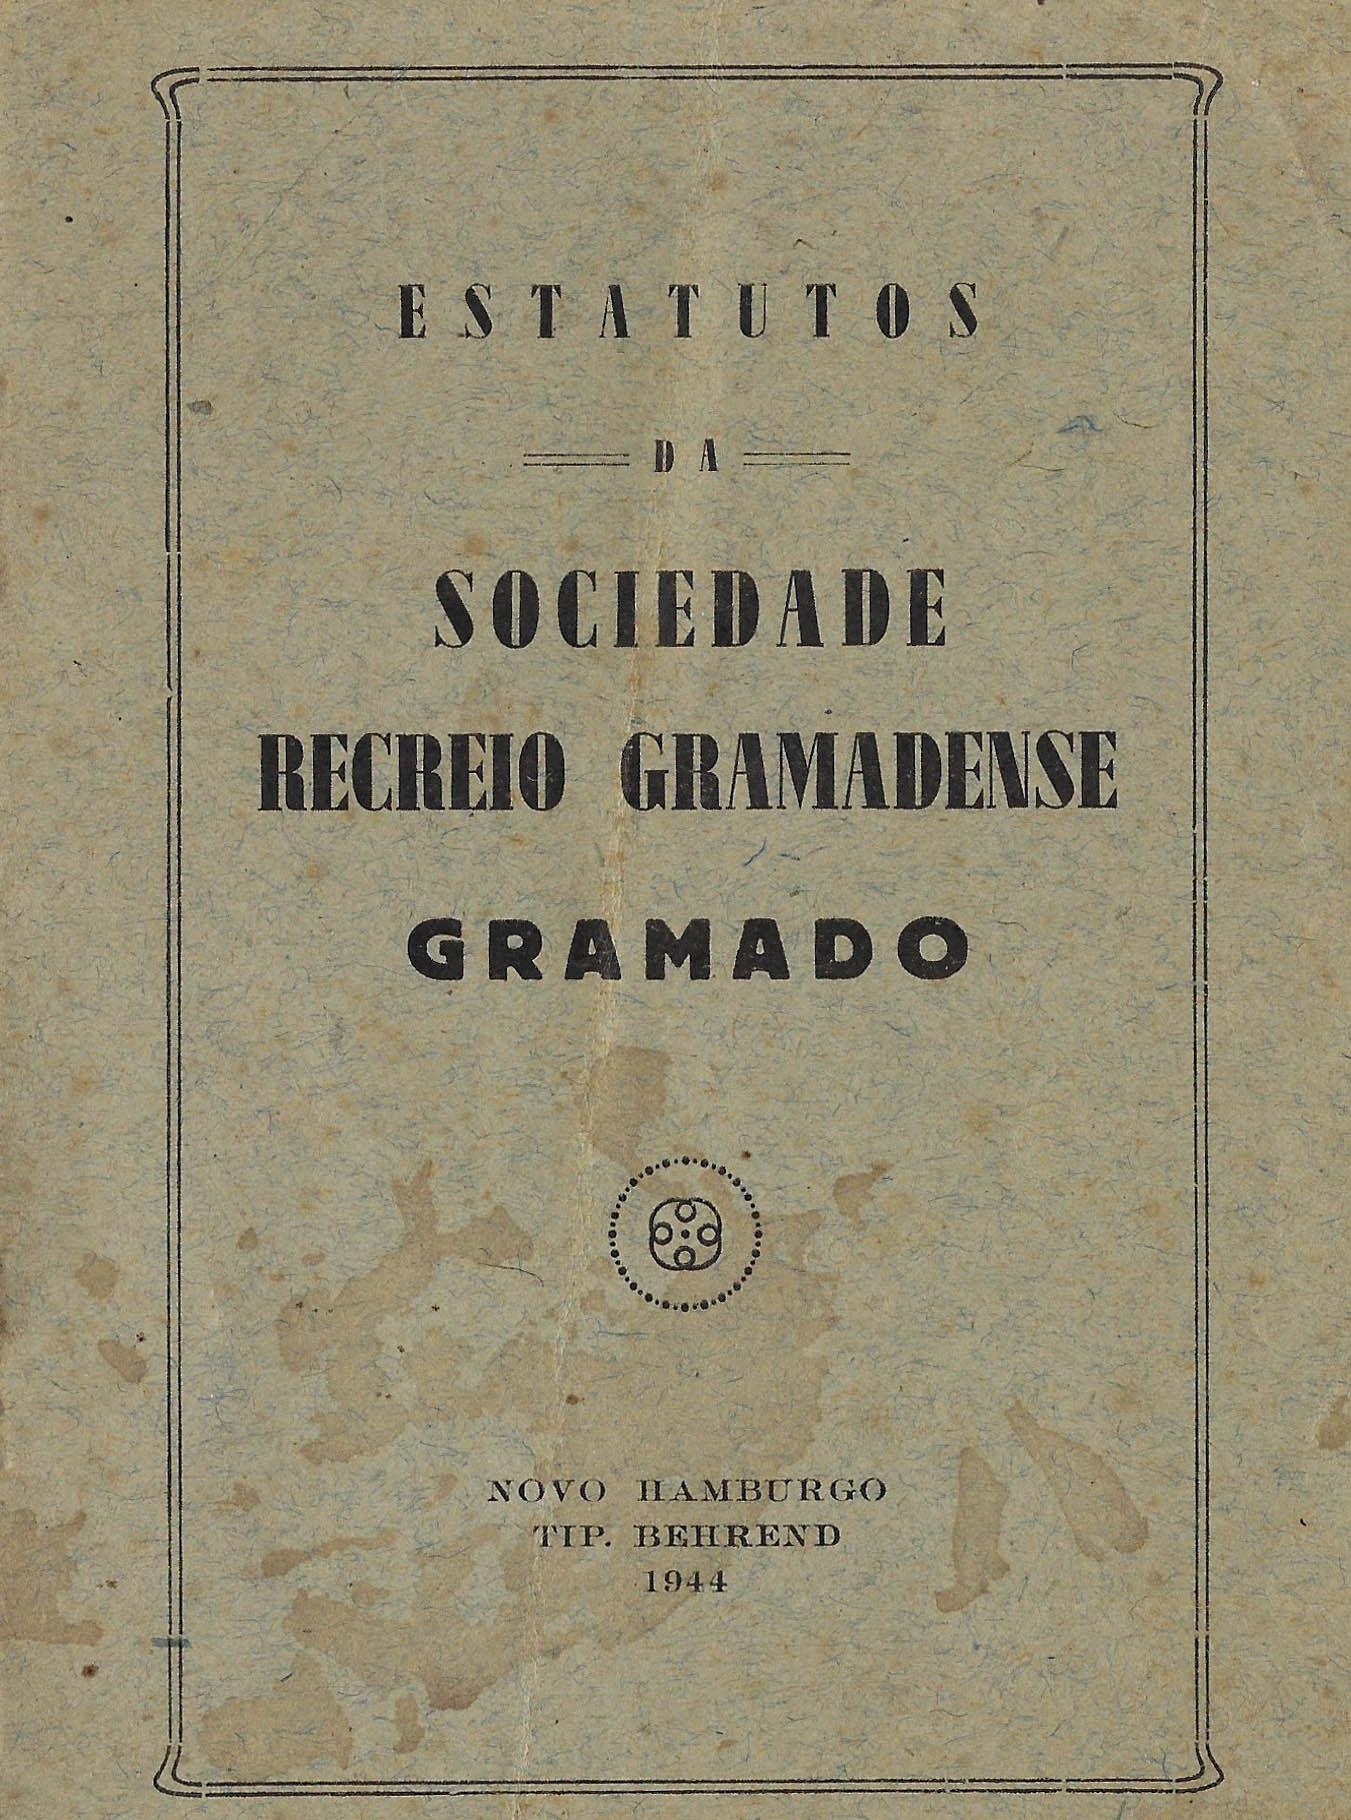 ESTATUTOS
DA
SOCIEDADE
RECREIO GRAMADENSE
GRAMADO
NOVO HAMBURGO
TIP. BEHREND
1944